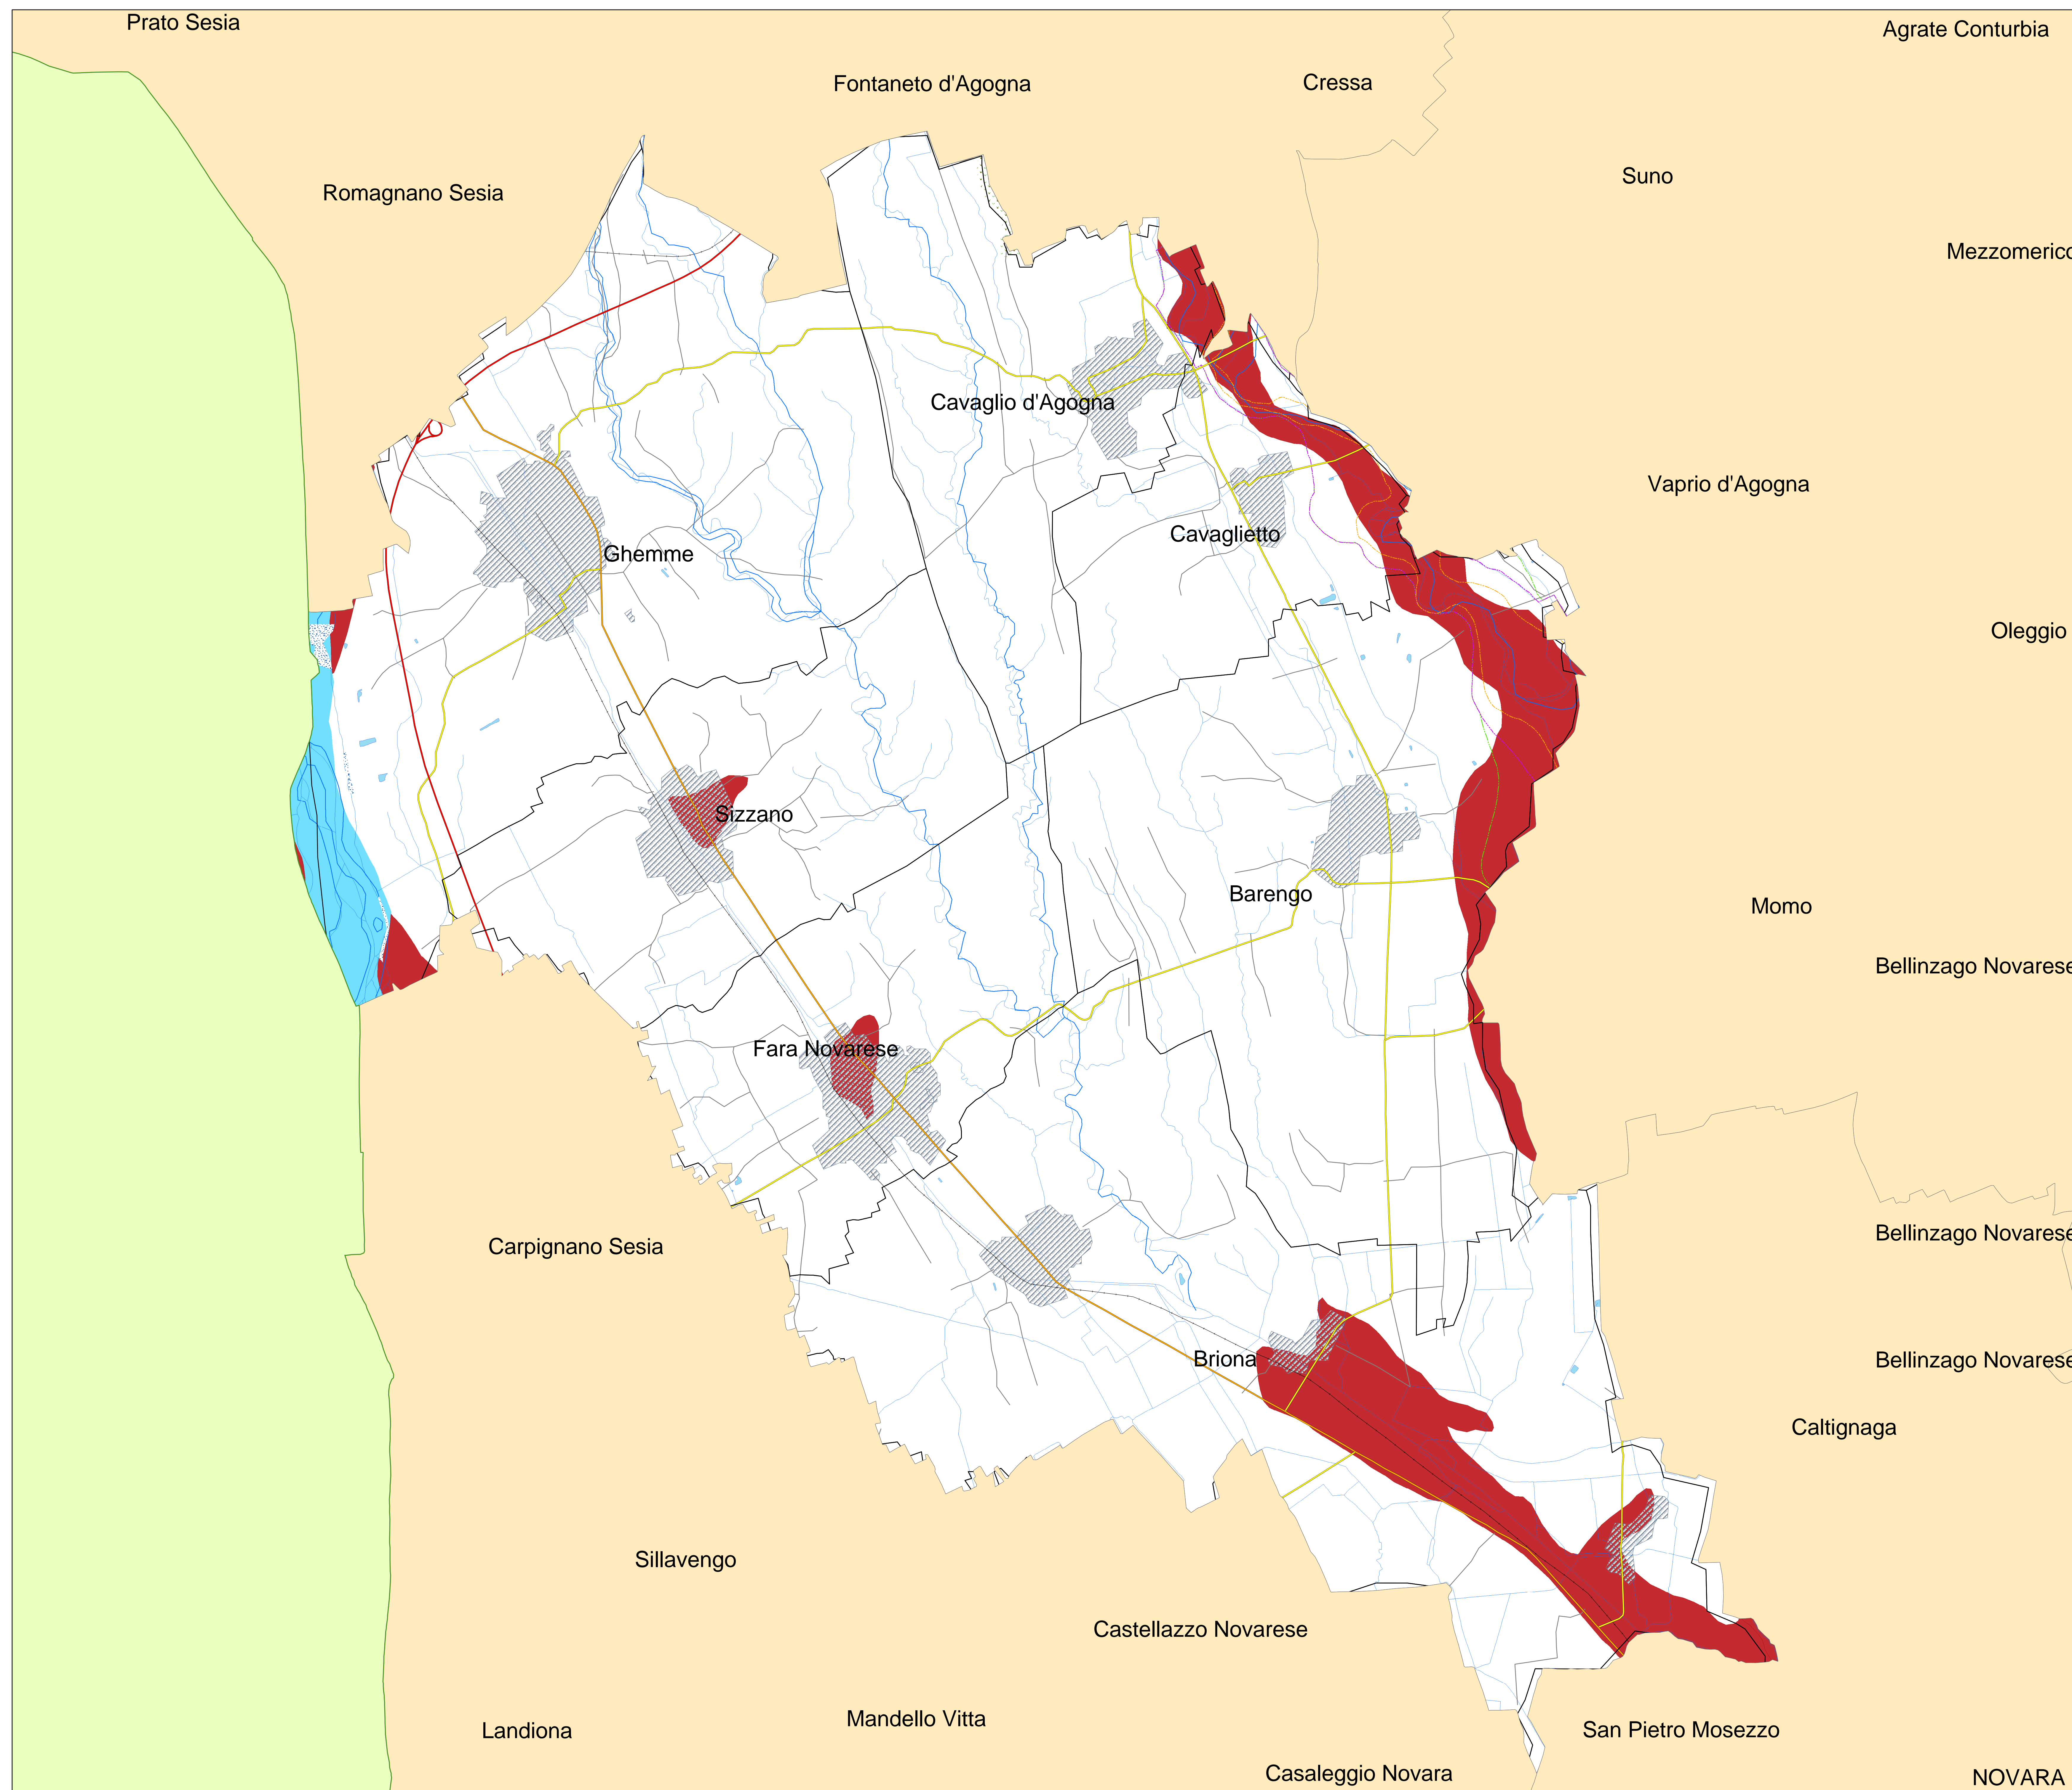 Prato Sesia
Agrate Conturbia
Fontaneto d'Agogna
Cressa
Suno
Romagnano Sesia
Mezzomerico
Cavaglio d'Agogna
Vaprio d'Agogna
Cavaglietto
Ghemme
Oleggio
Sizzano
Barengo
Momo
Bellinzago Novarese
Fara Novarese
Bellinzago Novarese
Carpignano Sesia
Briona
Bellinzago Novarese
Caltignaga
Sillavengo
Castellazzo Novarese
Mandello Vitta
Landiona
San Pietro Mosezzo
Casaleggio Novara
NOVARA